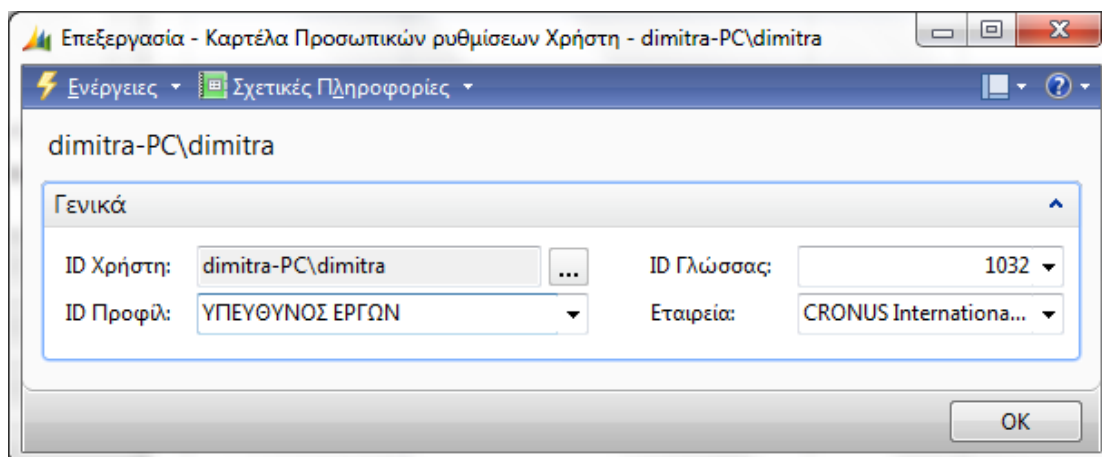 Επεξεργασία - Καρτέλα Προσωπικών ρυθμίσεων Χρήστη - dimitra-PC\dimitra
Ενέργειες Σχετικές Πληροφορίες
dimitra-PC\dimitra
Γενικά
ID Χρήστη: dimitra-PC\dimitra ... ID Γλώσσας: 1032
ID Προφίλ: ΥΠΕΥΘΥΝΟΣ ΕΡΓΩΝ Εταιρεία: CRONUS Internationa...
OK